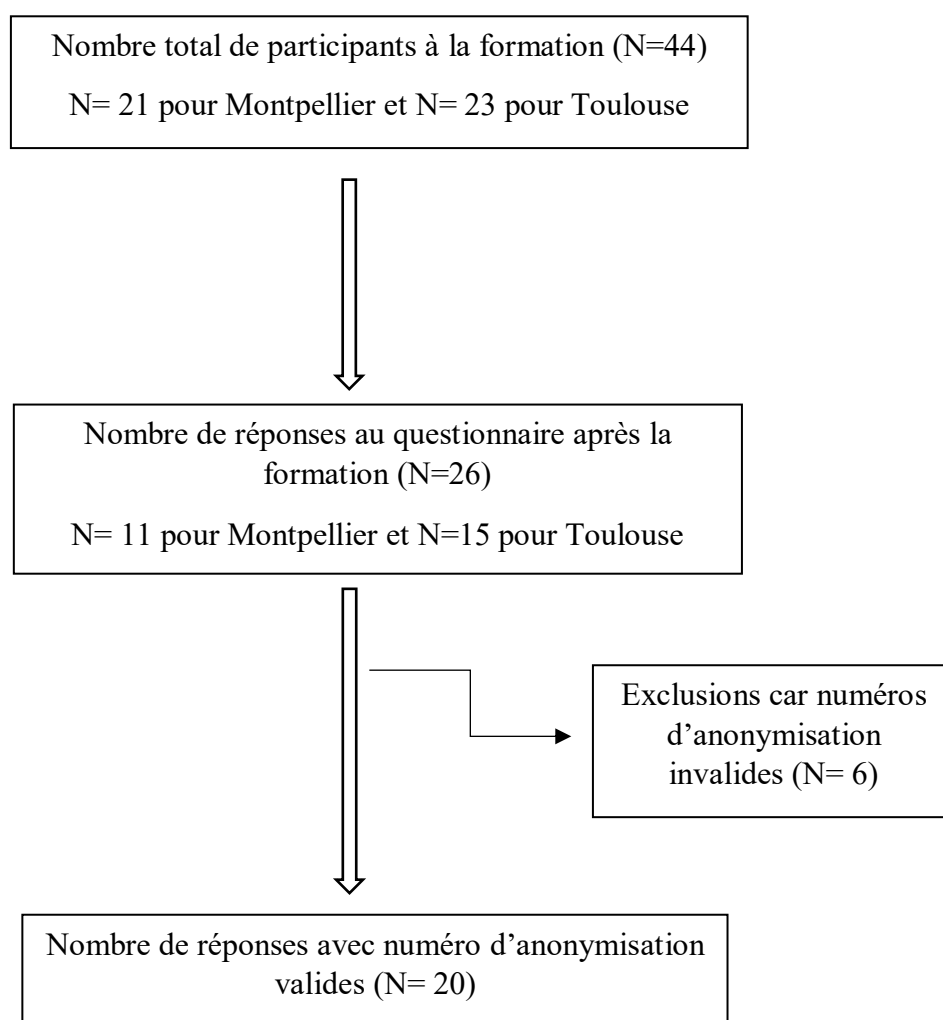 Nombre total de participants à la formation (N=44)
N= 21 pour Montpellier et N= 23 pour Toulouse
Nombre de réponses au questionnaire après la
formation (N=26)
N= 11 pour Montpellier et N=15 pour Toulouse
Exclusions car numéros
d’anonymisation
invalides (N= 6)
Nombre de réponses avec numéro d’anonymisation
valides (N= 20)